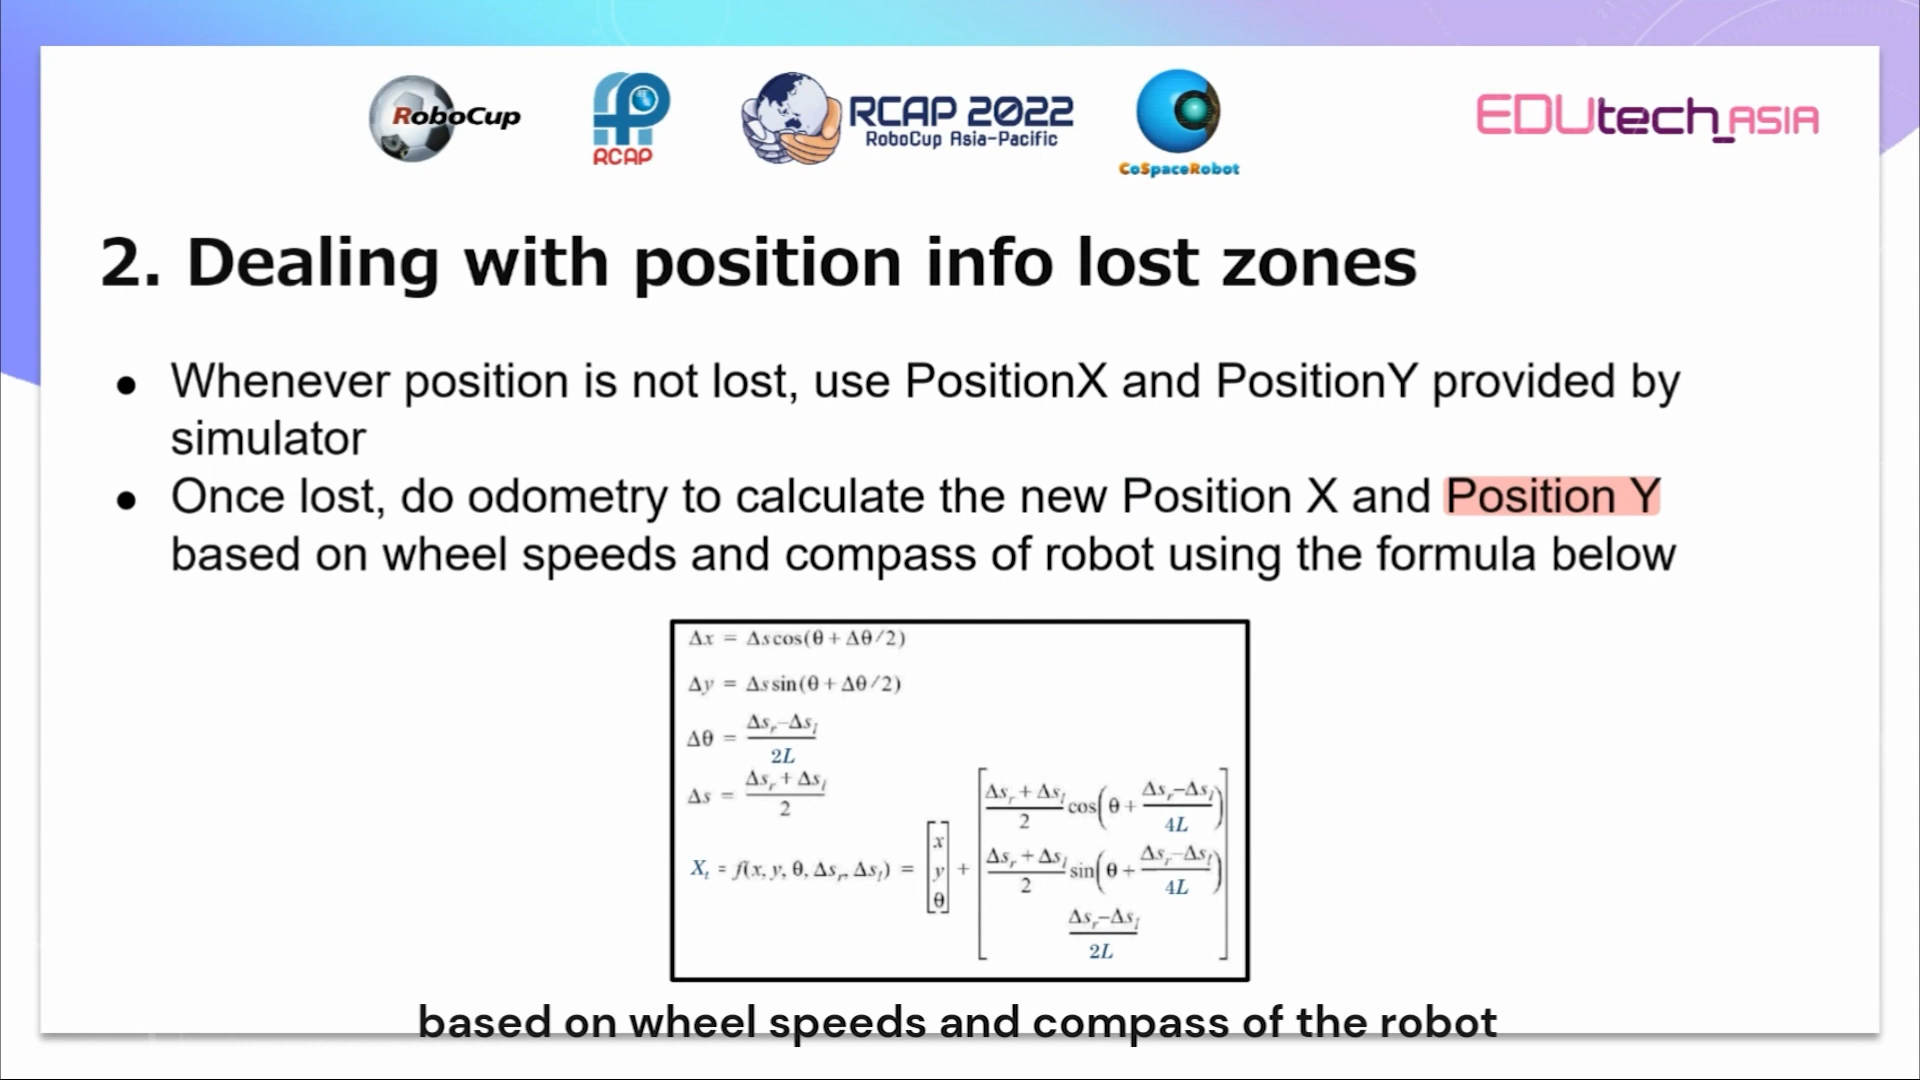 RoboCup
RCAP
RCAP 2022
RoboCup Asia-Pacific
CoSpaceRobot
EDUtech_ASIA
2. Dealing with position info lost zones
● Whenever position is not lost, use PositionX and PositionY provided by
simulator
● Once lost, do odometry to calculate the new Position X and Position Y
based on wheel speeds and compass of robot using the formula below
Δx = Δscos(θ + Δθ/2)
Δy = Δssin(θ + Δθ/2)
Δθ = (Δs_r–Δs_l)/2L
Δs = (Δs_r + Δs_l)/2
X_t = f(x, y, θ, Δs_r, Δs_l) = [x y θ] + [(Δs_r + Δs_l)/2 cos(θ + (Δs_r–Δs_l)/4L)
(Δs_r + Δs_l)/2 sin(θ + (Δs_r–Δs_l)/4L)
(Δs_r–Δs_l)/2L]
based on wheel speeds and compass of the robot